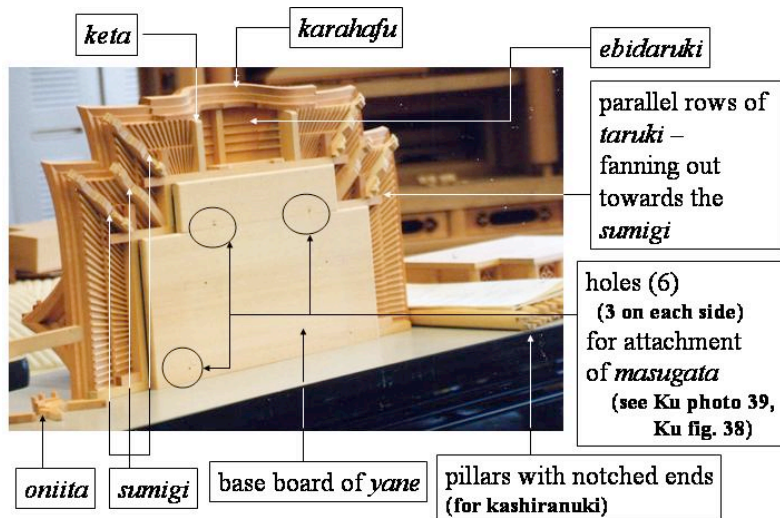 keta
karahafu
ebidaruki
parallel rows of
taruki –
fanning out
towards the
sumigi
holes (6)
(3 on each side)
for attachment
of masugata
(see Ku photo 39,
Ku fig. 38)
oniita
sumigi
base board of yane
pillars with notched ends
(for kashiranuki)